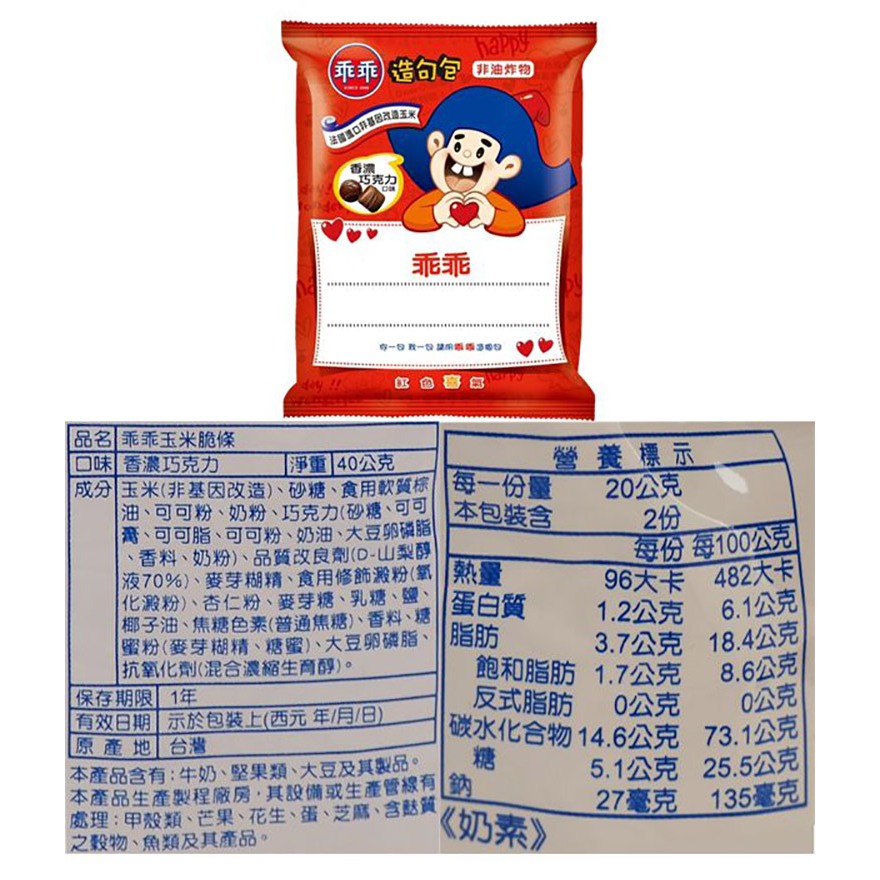 happy
乖乖
SINCE 1968
造句包
非油炸物
法國進口非基因改造玉米
香濃
巧克力
口味
乖乖
你一句 我一句 請用乖乖造個句
紅色喜氣
品名 乖乖玉米脆條
口味 香濃巧克力 淨重 40公克
成分 玉米(非基因改造)、砂糖、食用軟質棕
油、可可粉、奶粉、巧克力(砂糖、可可
膏、可可脂、可可粉、奶油、大豆卵磷脂
、香料、奶粉)、品質改良劑(D-山梨醇
液70%)、麥芽糊精、食用修飾澱粉(氧
化澱粉)、杏仁粉、麥芽糖、乳糖、鹽、
椰子油、焦糖色素(普通焦糖)、香料、糖
蜜粉(麥芽糊精、糖蜜)、大豆卵磷脂、
抗氧化劑(混合濃縮生育醇)。
保存期限 1年
有效日期 示於包裝上(西元 年/月/日)
原產地 台灣
本產品含有:牛奶、堅果類、大豆及其製品。
本產品生產製程廠房,其設備或生產管線有
處理:甲殼類、芒果、花生、蛋、芝麻、含麩質
之穀物、魚類及其產品。
營養標示
每一份量 20公克
本包裝含 2份
每份 每100公克
熱量 96大卡 482大卡
蛋白質 1.2公克 6.1公克
脂肪 3.7公克 18.4公克
飽和脂肪 1.7公克 8.6公克
反式脂肪 0公克 0公克
碳水化合物 14.6公克 73.1公克
糖 5.1公克 25.5公克
鈉 27毫克 135毫克
《奶素》